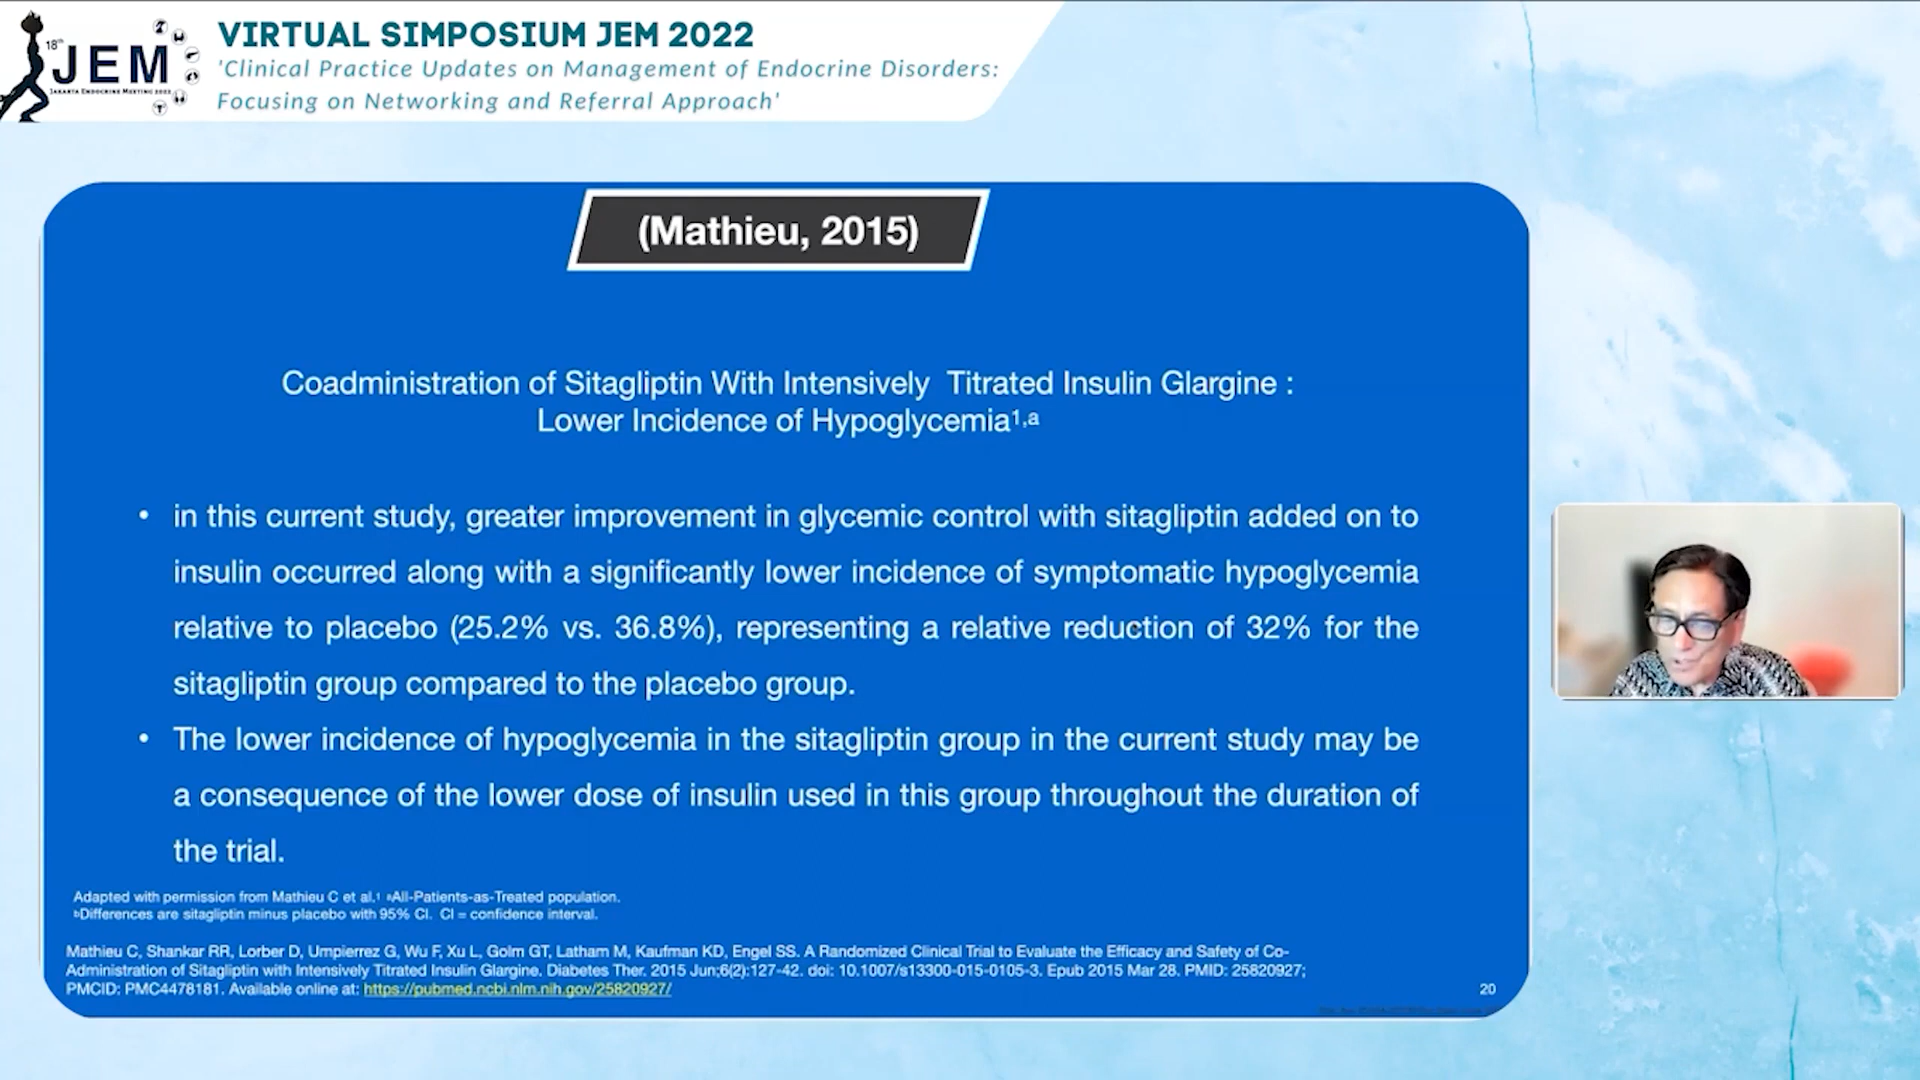 18th
JEM
JAKARTA ENDOCRINE MEETING 2022
VIRTUAL SIMPOSIUM JEM 2022
'Clinical Practice Updates on Management of Endocrine Disorders:
Focusing on Networking and Referral Approach'
(Mathieu, 2015)
Coadministration of Sitagliptin With Intensively Titrated Insulin Glargine :
Lower Incidence of Hypoglycemia1,a
• in this current study, greater improvement in glycemic control with sitagliptin added on to
insulin occurred along with a significantly lower incidence of symptomatic hypoglycemia
relative to placebo (25.2% vs. 36.8%), representing a relative reduction of 32% for the
sitagliptin group compared to the placebo group.
• The lower incidence of hypoglycemia in the sitagliptin group in the current study may be
a consequence of the lower dose of insulin used in this group throughout the duration of
the trial.
Adapted with permission from Mathieu C et al.1 aAll-Patients-as-Treated population.
bDifferences are sitagliptin minus placebo with 95% CI. CI = confidence interval.
Mathieu C, Shankar RR, Lorber D, Umpierrez G, Wu F, Xu L, Golm GT, Latham M, Kaufman KD, Engel SS. A Randomized Clinical Trial to Evaluate the Efficacy and Safety of Co-
Administration of Sitagliptin with Intensively Titrated Insulin Glargine. Diabetes Ther. 2015 Jun;6(2):127-42. doi: 10.1007/s13300-015-0105-3. Epub 2015 Mar 28. PMID: 25820927;
PMCID: PMC4478181. Available online at: https://pubmed.ncbi.nlm.nih.gov/25820927/
20